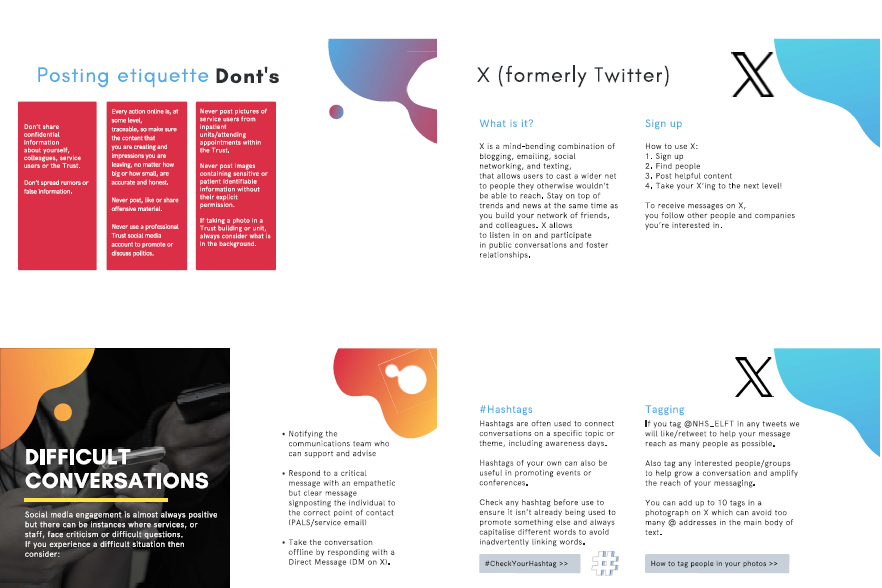 Posting etiquette Don't's
Don't share
confidential
information
about yourself,
colleagues, service
users or the Trust.
Don't spread rumors or
false information.
Every action online is, at
some level,
traceable, so make sure
the content that
you are creating and
impressions you are
leaving, no matter how
big or how small, are
accurate and honest.
Never post, like or share
offensive material.
Never use a professional
Trust social media
account to promote or
discuss politics.
Never post pictures of
service users from
inpatient
units/attending
appointments within
the Trust.
Never post images
containing sensitive or
patient identifiable
information without
their explicit
permission.
If taking a photo in a
Trust building or unit,
always consider what is
in the background.
X (formerly Twitter)
What is it?
X is a mind-bending combination of
blogging, emailing, social
networking, and texting,
that allows users to cast a wider net
to people they otherwise wouldn't
be able to reach. Stay on top of
trends and news at the same time as
you build your network of friends,
and colleagues. X allows
to listen in on and participate
in public conversations and foster
relationships.
Sign up
How to use X:
1. Sign up
2. Find people
3. Post helpful content
4. Take your X'ing to the next level!
To receive messages on X,
you follow other people and companies
you're interested in.
DIFFICULT
CONVERSATIONS
Social media engagement is almost always positive
but there can be instances where services, or
staff, face criticism or difficult questions.
If you experience a difficult situation then
consider:
• Notifying the
communications team who
can support and advise
• Respond to a critical
message with an empathetic
but clear message
signposting the individual to
the correct point of contact
(PALS/service email)
• Take the conversation
offline by responding with a
Direct Message (DM on X).
#Hashtags
Hashtags are often used to connect
conversations on a specific topic or
theme, including awareness days.
Hashtags of your own can also be
useful in promoting events or
conferences.
Check any hashtag before use to
ensure it isn't already being used to
promote something else and always
capitalise different words to avoid
inadvertently linking words.
#CheckYourHashtag >>
#
Tagging
If you tag @NHS_ELFT in any tweets we
will like/retweet to help your message
reach as many people as possible.
Also tag any interested people/groups
to help grow a conversation and amplify
the reach of your messaging.
You can add up to 10 tags in a
photograph on X which can avoid too
many @ addresses in the main body of
text.
How to tag people in your photos >>